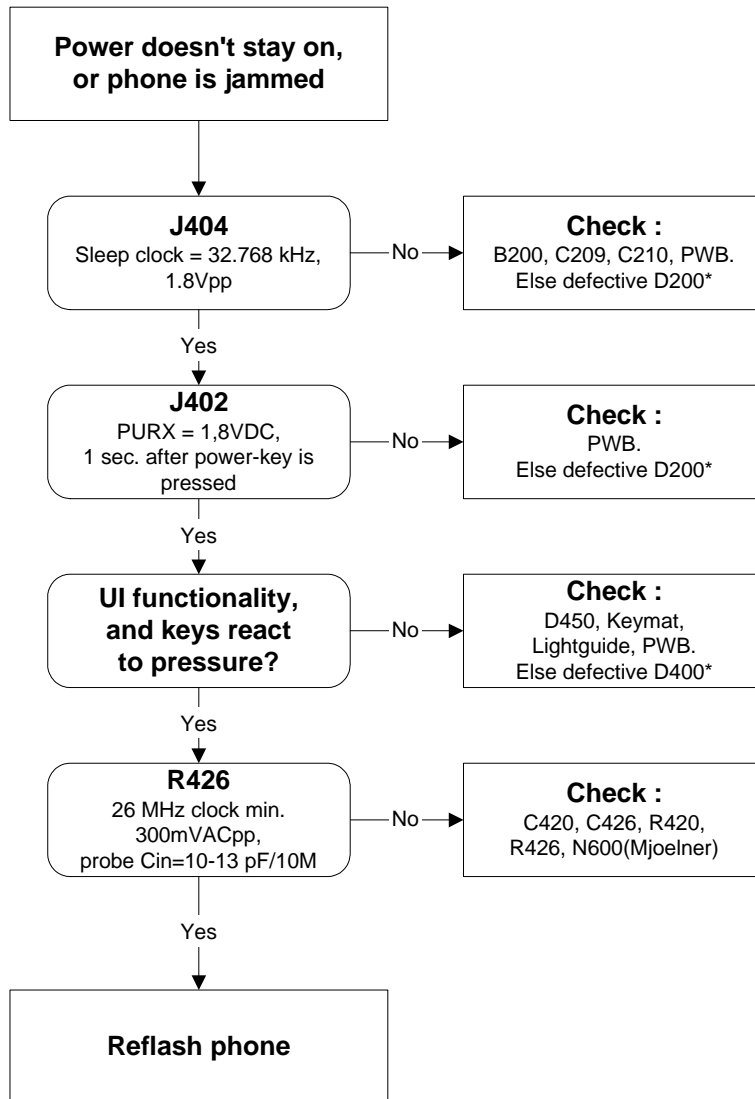 Power doesn't stay on,
or phone is jammed
J404
Sleep clock = 32.768 kHz,
1.8Vpp
No
Check :
B200, C209, C210, PWB.
Else defective D200*
Yes
J402
PURX = 1,8VDC,
1 sec. after power-key is
pressed
No
Check :
PWB.
Else defective D200*
Yes
UI functionality,
and keys react
to pressure?
No
Check :
D450, Keymat,
Lightguide, PWB.
Else defective D400*
Yes
R426
26 MHz clock min.
300mVACpp,
probe Cin=10-13 pF/10M
No
Check :
C420, C426, R420,
R426, N600(Mjoelner)
Yes
Reflash phone